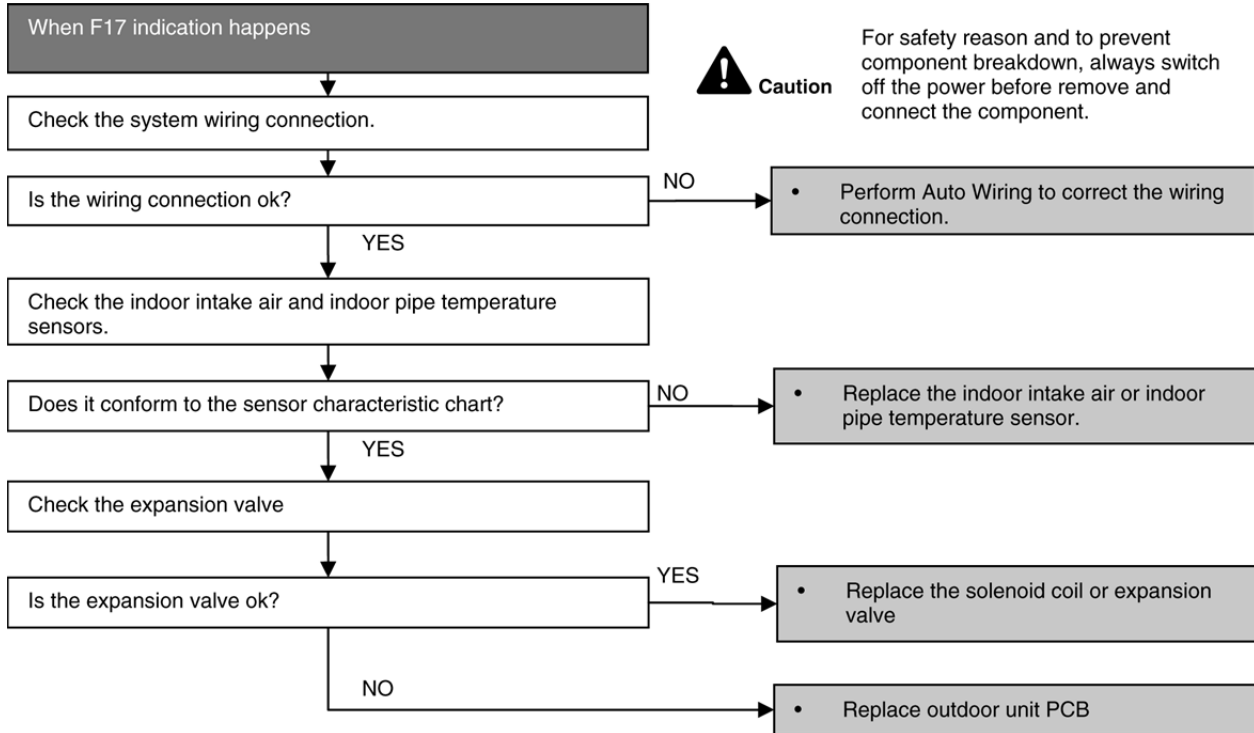 When F17 indication happens
For safety reason and to prevent
component breakdown, always switch
off the power before remove and
connect the component.
Caution
Check the system wiring connection.
Is the wiring connection ok?
NO
• Perform Auto Wiring to correct the wiring
connection.
YES
Check the indoor intake air and indoor pipe temperature
sensors.
Does it conform to the sensor characteristic chart?
NO
• Replace the indoor intake air or indoor
pipe temperature sensor.
YES
Check the expansion valve
Is the expansion valve ok?
YES
• Replace the solenoid coil or expansion
valve
NO
• Replace outdoor unit PCB